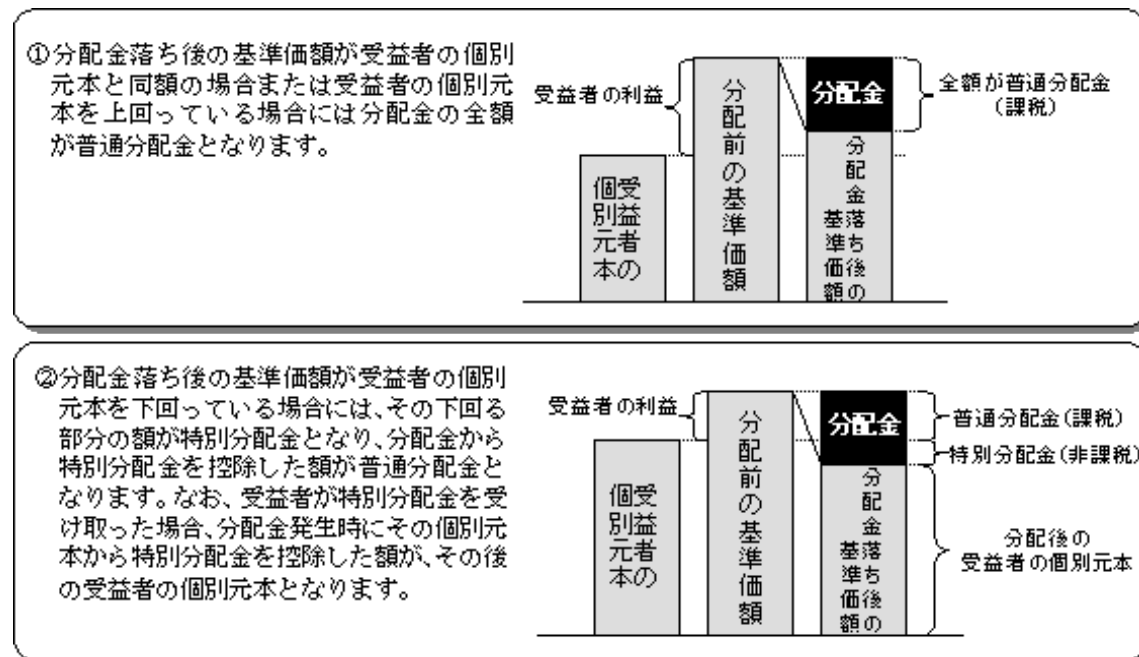 ①分配金落ち後の基準価額が受益者の個別
元本と同額の場合または受益者の個別元
本を上回っている場合には分配金の全額
が普通分配金となります。
受益者の利益
受益者の
個別元本
分配前の基準価額
分配金
分配金落ち後の
基準価額
全額が普通分配金
(課税)
②分配金落ち後の基準価額が受益者の個別
元本を下回っている場合には、その下回る
部分の額が特別分配金となり、分配金から
特別分配金を控除した額が普通分配金と
なります。なお、受益者が特別分配金を受
け取った場合、分配金発生時にその個別元
本から特別分配金を控除した額が、その後
の受益者の個別元本となります。
受益者の利益
受益者の
個別元本
分配前の基準価額
分配金
分配金落ち後の
基準価額
普通分配金(課税)
特別分配金(非課税)
分配後の
受益者の個別元本